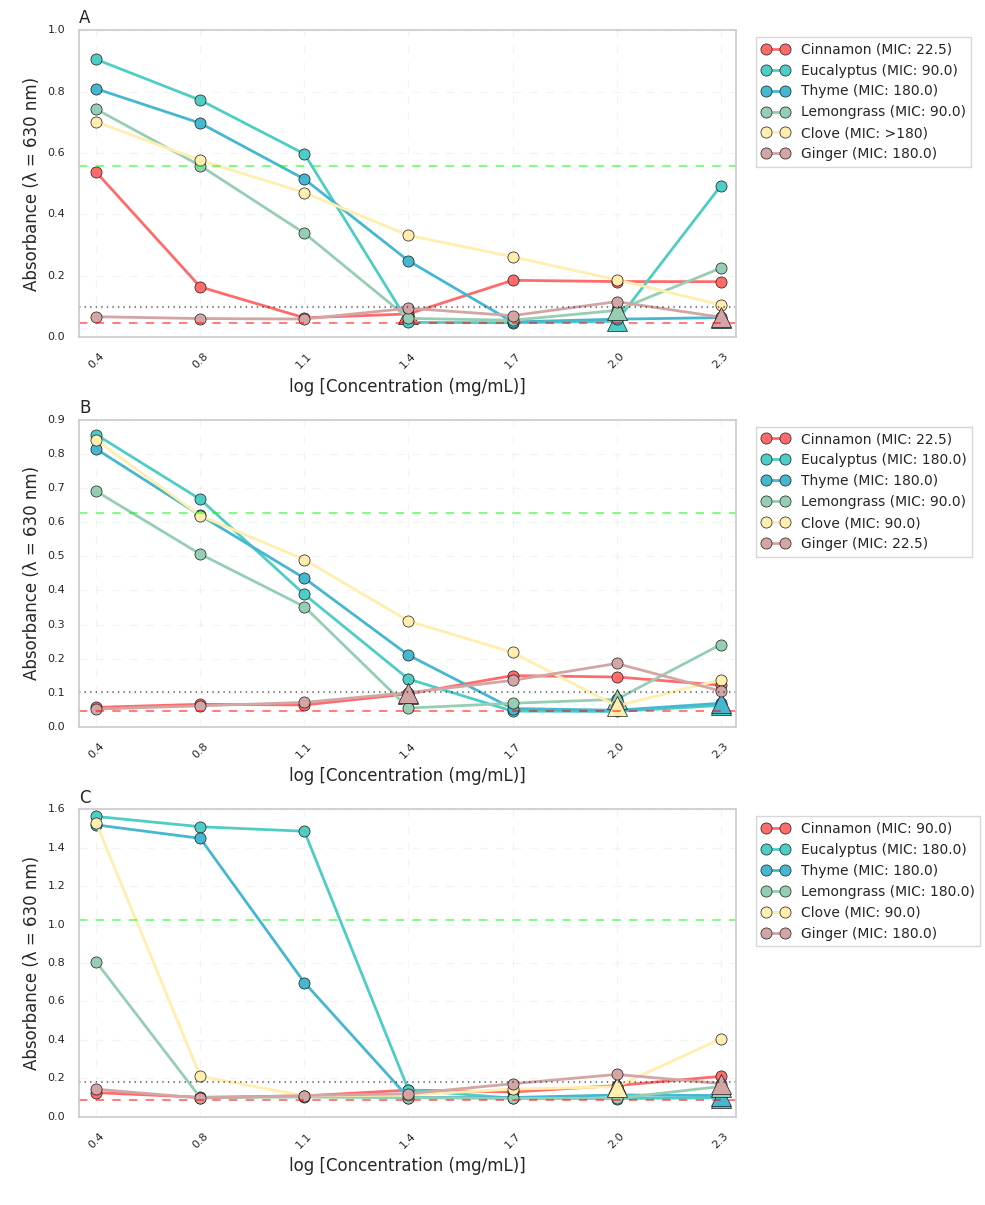 A
1.0
0.8
0.6
0.4
0.2
0.0
Absorbance (λ = 630 nm)
0.4 0.8 1.1 1.4 1.7 2.0 2.3
log [Concentration (mg/mL)]
Cinnamon (MIC: 22.5)
Eucalyptus (MIC: 90.0)
Thyme (MIC: 180.0)
Lemongrass (MIC: 90.0)
Clove (MIC: >180)
Ginger (MIC: 180.0)
B
0.9
0.8
0.7
0.6
0.5
0.4
0.3
0.2
0.1
0.0
Absorbance (λ = 630 nm)
0.4 0.8 1.1 1.4 1.7 2.0 2.3
log [Concentration (mg/mL)]
Cinnamon (MIC: 22.5)
Eucalyptus (MIC: 180.0)
Thyme (MIC: 180.0)
Lemongrass (MIC: 90.0)
Clove (MIC: 90.0)
Ginger (MIC: 22.5)
C
1.6
1.4
1.2
1.0
0.8
0.6
0.4
0.2
0.0
Absorbance (λ = 630 nm)
0.4 0.8 1.1 1.4 1.7 2.0 2.3
log [Concentration (mg/mL)]
Cinnamon (MIC: 90.0)
Eucalyptus (MIC: 180.0)
Thyme (MIC: 180.0)
Lemongrass (MIC: 180.0)
Clove (MIC: 90.0)
Ginger (MIC: 180.0)